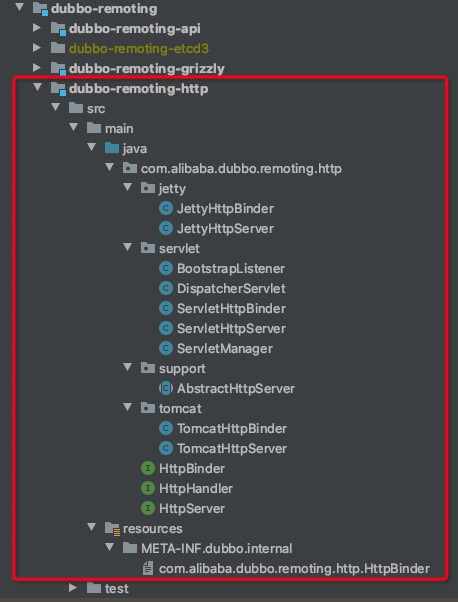 dubbo-remoting
dubbo-remoting-api
dubbo-remoting-etcd3
dubbo-remoting-grizzly
dubbo-remoting-http
src
main
java
com.alibaba.dubbo.remoting.http
jetty
JettyHttpBinder
JettyHttpServer
servlet
BootstrapListener
DispatcherServlet
ServletHttpBinder
ServletHttpServer
ServletManager
support
AbstractHttpServer
tomcat
TomcatHttpBinder
TomcatHttpServer
HttpBinder
HttpHandler
HttpServer
resources
META-INF.dubbo.internal
com.alibaba.dubbo.remoting.http.HttpBinder
test